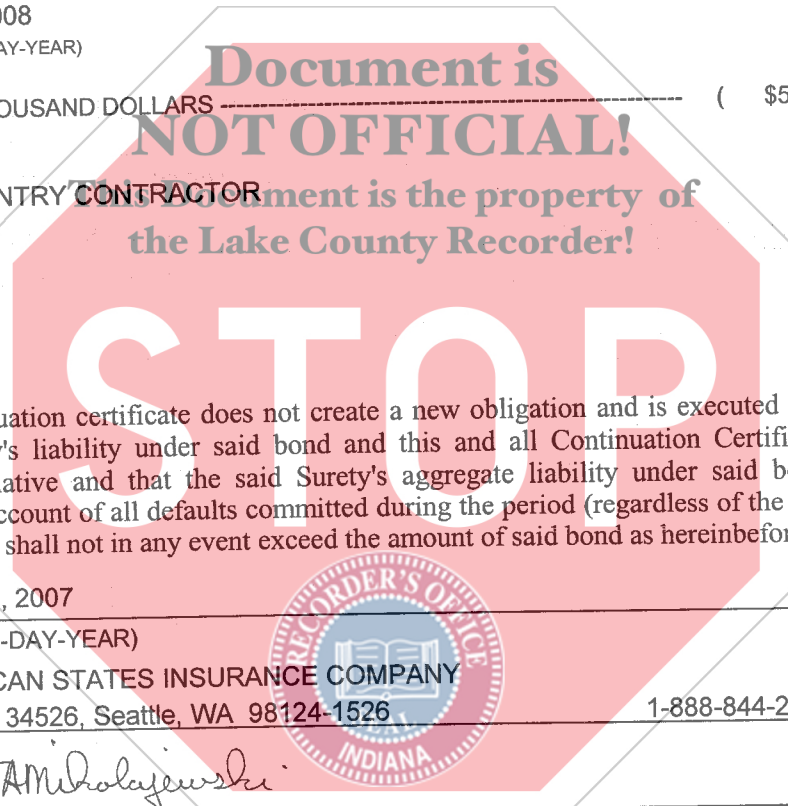 008
AY-YEAR)
Document is
OUSAND DOLLARS ---------------------------------------------------------- ( $5
NOT OFFICIAL!
NTRY CONTRACTOR
This Document is the property of
the Lake County Recorder!
STOP
uation certificate does not create a new obligation and is executed
y's liability under said bond and this and all Continuation Certifi
ative and that the said Surety's aggregate liability under said b
ccount of all defaults committed during the period (regardless of the
shall not in any event exceed the amount of said bond as hereinbefor
, 2007
-DAY-YEAR)
CAN STATES INSURANCE COMPANY
34526, Seattle, WA 98124-1526 1-888-844-2
RECORDER'S OFFICE
SEAL
INDIANA
AMikolajewski